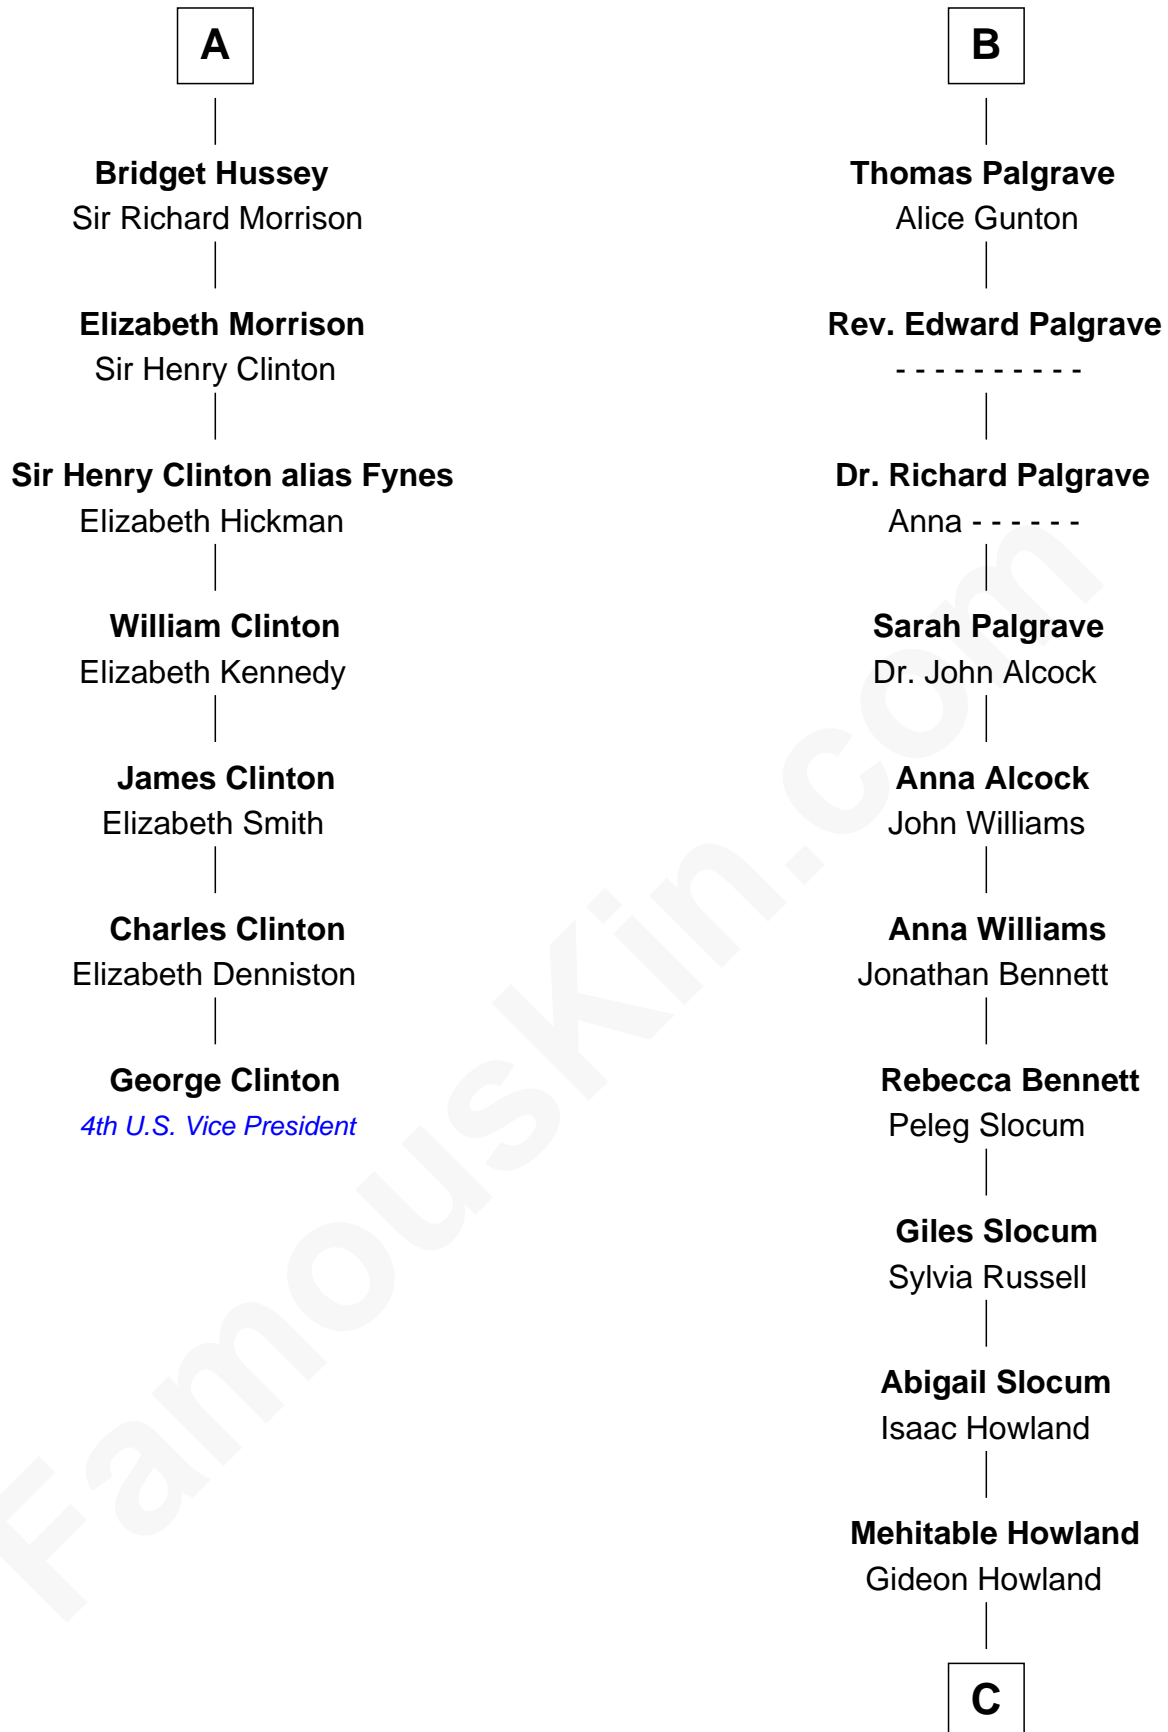 A
Bridget Hussey
Sir Richard Morrison
Elizabeth Morrison
Sir Henry Clinton
Sir Henry Clinton alias Fynes
Elizabeth Hickman
William Clinton
Elizabeth Kennedy
James Clinton
Elizabeth Smith
Charles Clinton
Elizabeth Denniston
George Clinton
4th U.S. Vice President
B
Thomas Palgrave
Alice Gunton
Rev. Edward Palgrave
- - - - - - - - - -
Dr. Richard Palgrave
Anna - - - - - -
Sarah Palgrave
Dr. John Alcock
Anna Alcock
John Williams
Anna Williams
Jonathan Bennett
Rebecca Bennett
Peleg Slocum
Giles Slocum
Sylvia Russell
Abigail Slocum
Isaac Howland
Mehitable Howland
Gideon Howland
C
FamousKin.com